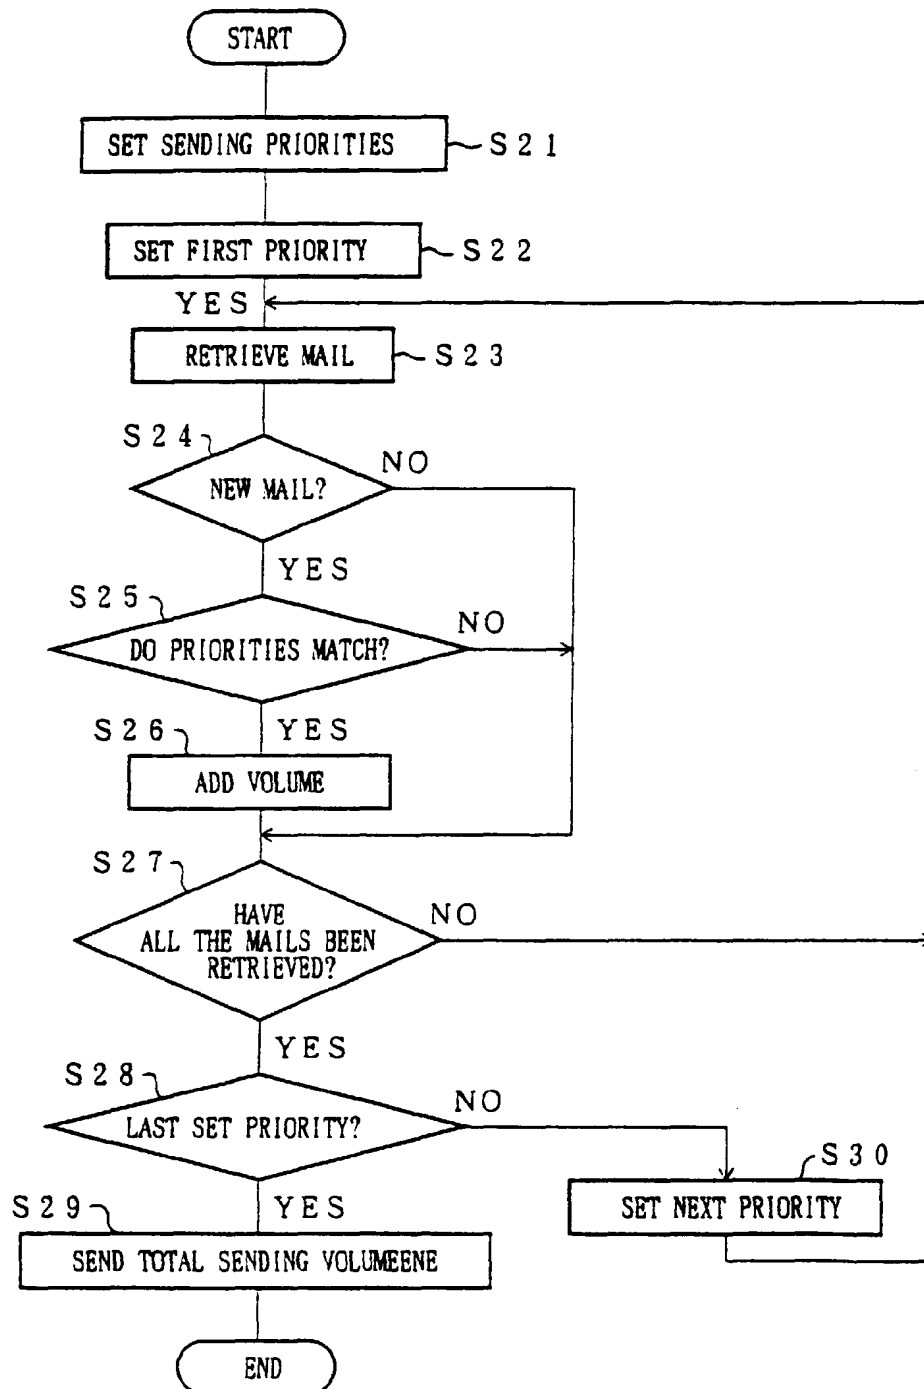 START
SET SENDING PRIORITIES
S21
SET FIRST PRIORITY
S22
YES
RETRIEVE MAIL
S23
S24
NO
NEW MAIL?
YES
S25
NO
DO PRIORITIES MATCH?
S26
YES
ADD VOLUME
S27
HAVE
NO
ALL THE MAILS BEEN
RETRIEVED?
YES
S28
NO
LAST SET PRIORITY?
S30
S29
YES
SET NEXT PRIORITY
SEND TOTAL SENDING VOLUMEENE
END